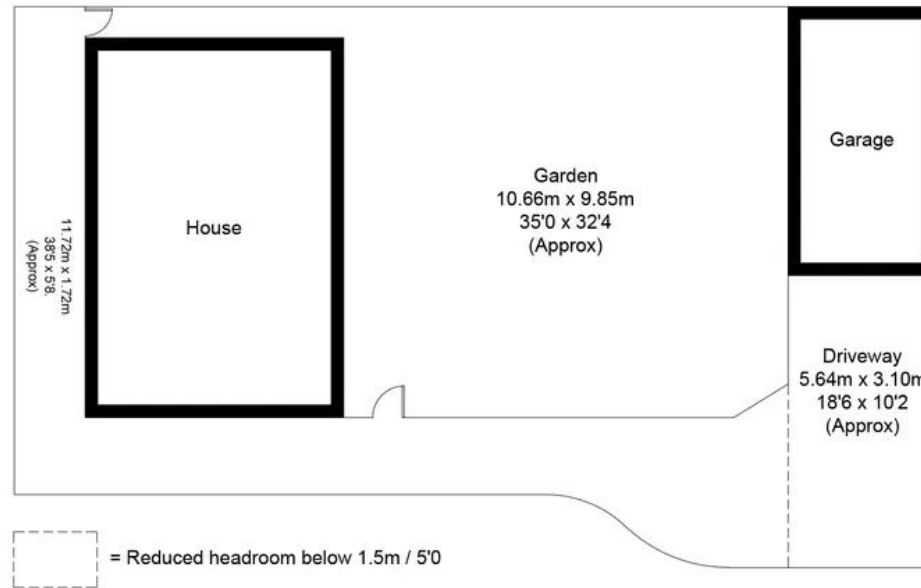 11.72m x 1.72m
38'5 x 5'8.
(Approx)
House
Garden
10.66m x 9.85m
35'0 x 32'4
(Approx)
Garage
Driveway
5.64m x 3.10m
18'6 x 10'2
(Approx)
= Reduced headroom below 1.5m / 5'0